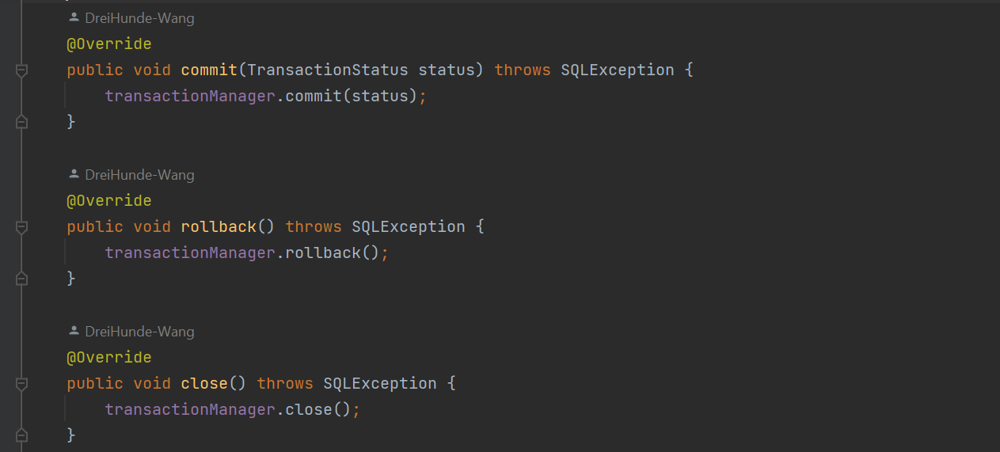 DreiHunde-Wang
@Override
public void commit(TransactionStatus status) throws SQLException {
transactionManager.commit(status);
}
DreiHunde-Wang
@Override
public void rollback() throws SQLException {
transactionManager.rollback();
}
DreiHunde-Wang
@Override
public void close() throws SQLException {
transactionManager.close();
}